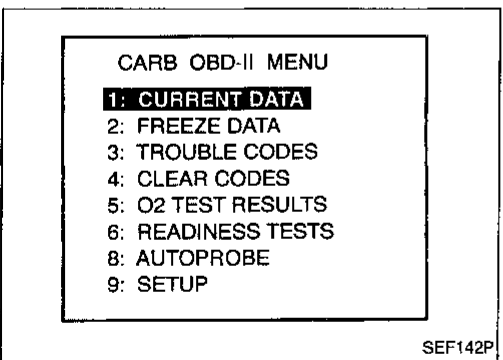 CARB OBD-II MENU
1: CURRENT DATA
2: FREEZE DATA
3: TROUBLE CODES
4: CLEAR CODES
5: O2 TEST RESULTS
6: READINESS TESTS
8: AUTOPROBE
9: SETUP
SEF142P